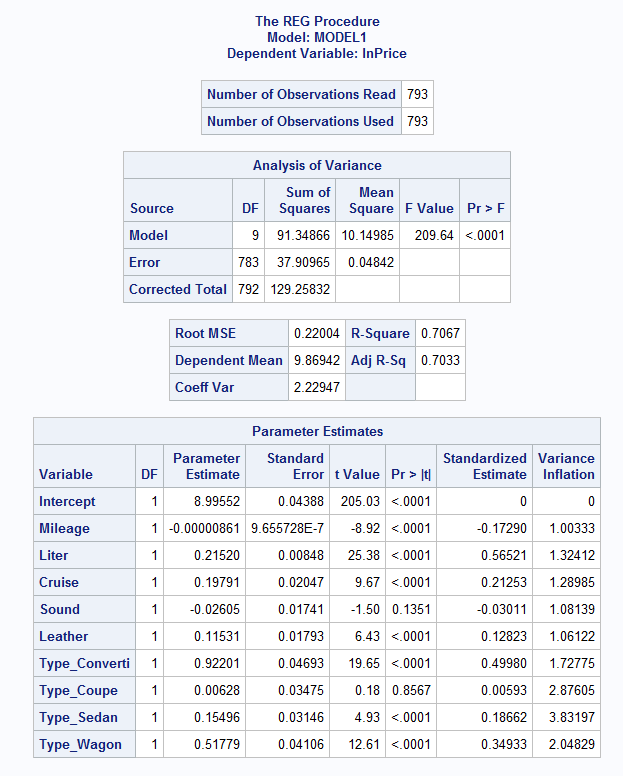 The REG Procedure
Model: MODEL1
Dependent Variable: lnPrice
Number of Observations Read 793
Number of Observations Used 793
Analysis of Variance
Source DF Sum of Squares Mean Square F Value Pr > F
Model 9 91.34866 10.14985 209.64 <.0001
Error 783 37.90965 0.04842
Corrected Total 792 129.25832
Root MSE 0.22004 R-Square 0.7067
Dependent Mean 9.86942 Adj R-Sq 0.7033
Coeff Var 2.22947
Parameter Estimates
Variable DF Parameter Estimate Standard Error t Value Pr > |t| Standardized Estimate Variance Inflation
Intercept 1 8.99552 0.04388 205.03 <.0001 0 0
Mileage 1 -0.00000861 9.655728E-7 -8.92 <.0001 -0.17290 1.00333
Liter 1 0.21520 0.00848 25.38 <.0001 0.56521 1.32412
Cruise 1 0.19791 0.02047 9.67 <.0001 0.21253 1.28985
Sound 1 -0.02605 0.01741 -1.50 0.1351 -0.03011 1.08139
Leather 1 0.11531 0.01793 6.43 <.0001 0.12823 1.06122
Type_Converti 1 0.92201 0.04693 19.65 <.0001 0.49980 1.72775
Type_Coupe 1 0.00628 0.03475 0.18 0.8567 0.00593 2.87605
Type_Sedan 1 0.15496 0.03146 4.93 <.0001 0.18662 3.83197
Type_Wagon 1 0.51779 0.04106 12.61 <.0001 0.34933 2.04829